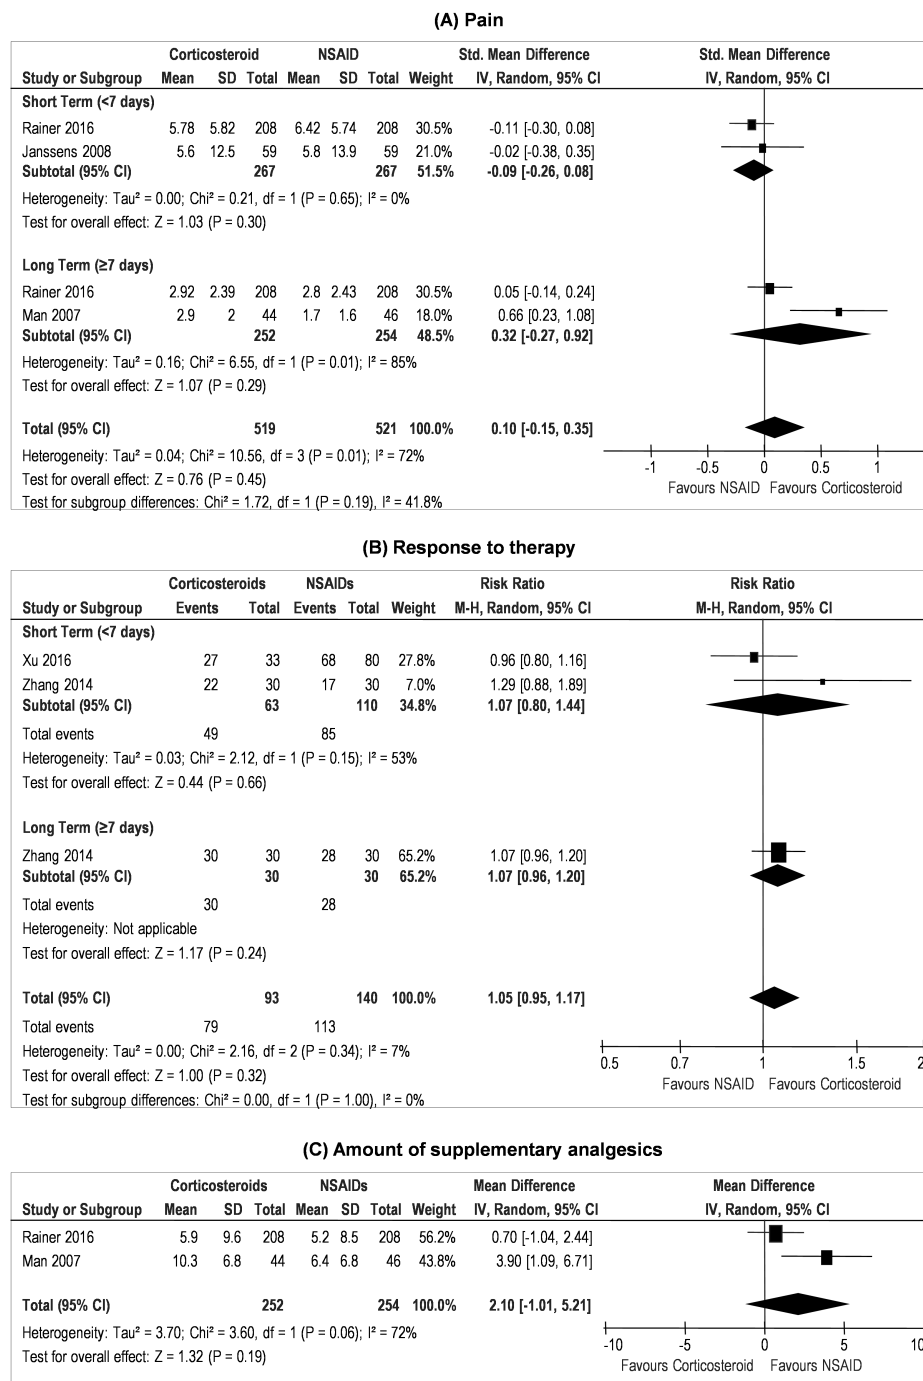 (A) Pain
Corticosteroid NSAID Std. Mean Difference Std. Mean Difference
Study or Subgroup Mean SD Total Mean SD Total Weight IV, Random, 95% CI IV, Random, 95% CI
Short Term (<7 days)
Rainer 2016 5.78 5.82 208 6.42 5.74 208 30.5% -0.11 [-0.30, 0.08]
Janssens 2008 5.6 12.5 59 5.8 13.9 59 21.0% -0.02 [-0.38, 0.35]
Subtotal (95% CI) 267 267 51.5% -0.09 [-0.26, 0.08]
Heterogeneity: Tau² = 0.00; Chi² = 0.21, df = 1 (P = 0.65); I² = 0%
Test for overall effect: Z = 1.03 (P = 0.30)
Long Term (≥7 days)
Rainer 2016 2.92 2.39 208 2.8 2.43 208 30.5% 0.05 [-0.14, 0.24]
Man 2007 2.9 2 44 1.7 1.6 46 18.0% 0.66 [0.23, 1.08]
Subtotal (95% CI) 252 254 48.5% 0.32 [-0.27, 0.92]
Heterogeneity: Tau² = 0.16; Chi² = 6.55, df = 1 (P = 0.01); I² = 85%
Test for overall effect: Z = 1.07 (P = 0.29)
Total (95% CI) 519 521 100.0% 0.10 [-0.15, 0.35]
Heterogeneity: Tau² = 0.04; Chi² = 10.56, df = 3 (P = 0.01); I² = 72%
Test for overall effect: Z = 0.76 (P = 0.45)
Test for subgroup differences: Chi² = 1.72, df = 1 (P = 0.19), I² = 41.8%
-1 -0.5 0 0.5 1
Favours NSAID Favours Corticosteroid
(B) Response to therapy
Corticosteroids NSAIDs Risk Ratio Risk Ratio
Study or Subgroup Events Total Events Total Weight M-H, Random, 95% CI M-H, Random, 95% CI
Short Term (<7 days)
Xu 2016 27 33 68 80 27.8% 0.96 [0.80, 1.16]
Zhang 2014 22 30 17 30 7.0% 1.29 [0.88, 1.89]
Subtotal (95% CI) 63 110 34.8% 1.07 [0.80, 1.44]
Total events 49 85
Heterogeneity: Tau² = 0.03; Chi² = 2.12, df = 1 (P = 0.15); I² = 53%
Test for overall effect: Z = 0.44 (P = 0.66)
Long Term (≥7 days)
Zhang 2014 30 30 28 30 65.2% 1.07 [0.96, 1.20]
Subtotal (95% CI) 30 30 65.2% 1.07 [0.96, 1.20]
Total events 30 28
Heterogeneity: Not applicable
Test for overall effect: Z = 1.17 (P = 0.24)
Total (95% CI) 93 140 100.0% 1.05 [0.95, 1.17]
Total events 79 113
Heterogeneity: Tau² = 0.00; Chi² = 2.16, df = 2 (P = 0.34); I² = 7%
Test for overall effect: Z = 1.00 (P = 0.32)
Test for subgroup differences: Chi² = 0.00, df = 1 (P = 1.00), I² = 0%
0.5 0.7 1 1.5 2
Favours NSAID Favours Corticosteroid
(C) Amount of supplementary analgesics
Corticosteroids NSAIDs Mean Difference Mean Difference
Study or Subgroup Mean SD Total Mean SD Total Weight IV, Random, 95% CI IV, Random, 95% CI
Rainer 2016 5.9 9.6 208 5.2 8.5 208 56.2% 0.70 [-1.04, 2.44]
Man 2007 10.3 6.8 44 6.4 6.8 46 43.8% 3.90 [1.09, 6.71]
Total (95% CI) 252 254 100.0% 2.10 [-1.01, 5.21]
Heterogeneity: Tau² = 3.70; Chi² = 3.60, df = 1 (P = 0.06); I² = 72%
Test for overall effect: Z = 1.32 (P = 0.19)
-10 -5 0 5 10
Favours Corticosteroid Favours NSAID